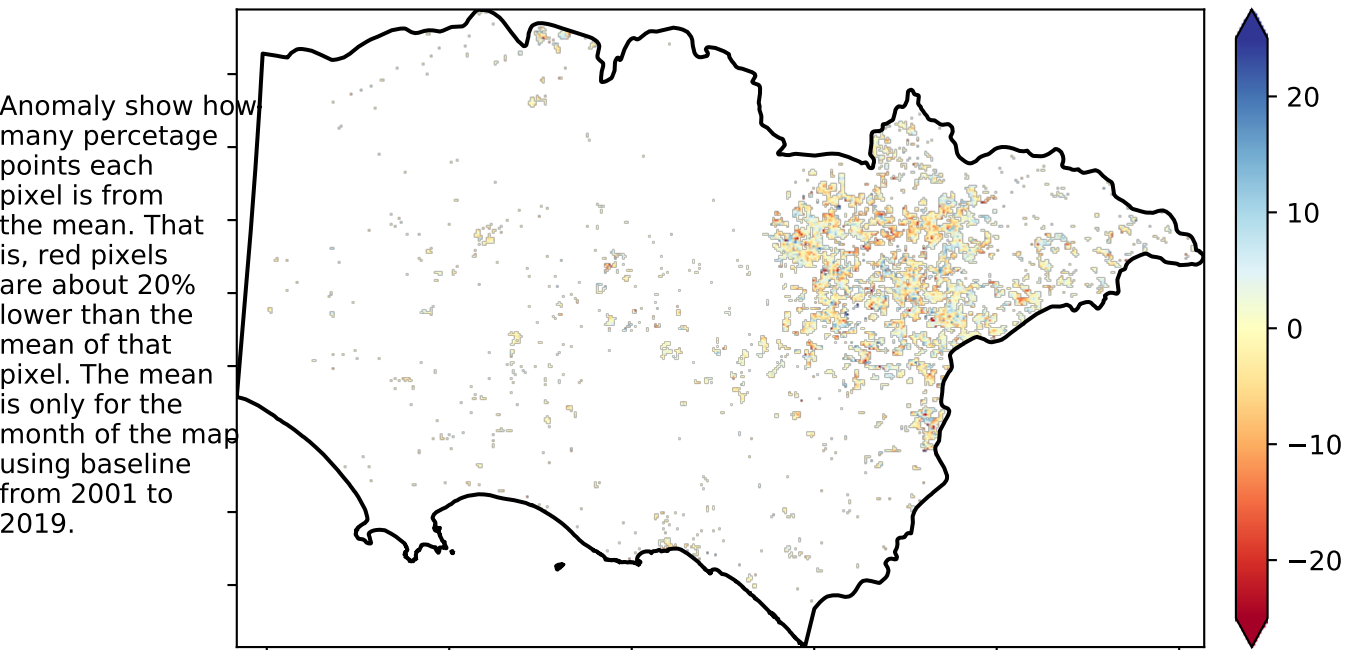 Anomaly show how
many percetage
points each
pixel is from
the mean. That
is, red pixels
are about 20%
lower than the
mean of that
pixel. The mean
is only for the
month of the map
using baseline
from 2001 to
2019.
20
10
0
−10
−20